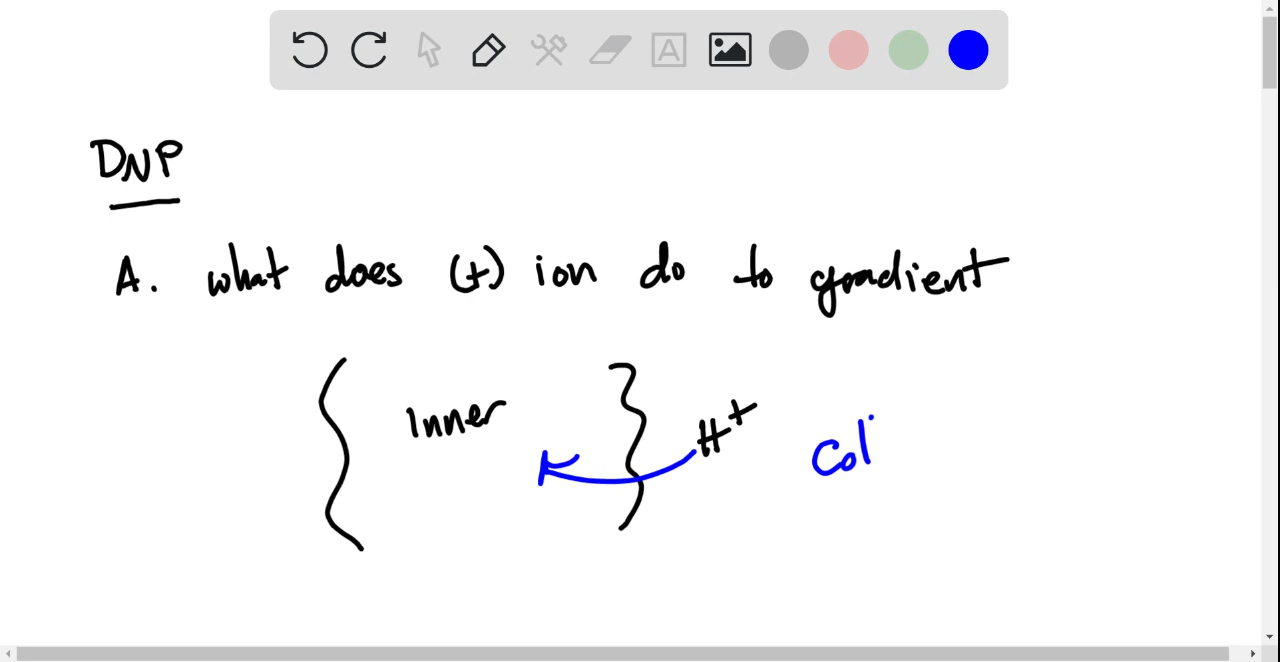 DNP
A. what does (+) ion do to gradient
Inner H+ Col